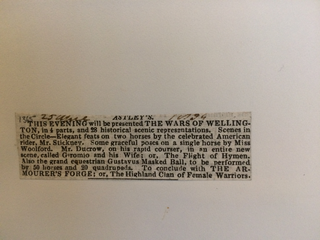 ASTLEY'S.
THIS EVENING will be presented THE WARS OF WELLING-
TON, in 4 parts, and 28 historical scenic representations. Scenes in
the Circle—Elegant feats on two horses by the celebrated American
rider, Mr. Stickney. Some graceful poses on a single horse by Miss
Woolford. Mr. Ducrow, on his rapid courser, in an entire new
scene, called Giromio and his Wife; or, The Flight of Hymen.
Also the grand equestrian Gustavus Masked Ball, to be performed
by 50 horses and 20 quadrupeds. To conclude with THE AR-
MOURER'S FORGE; or, The Highland Clan of Female Warriors.